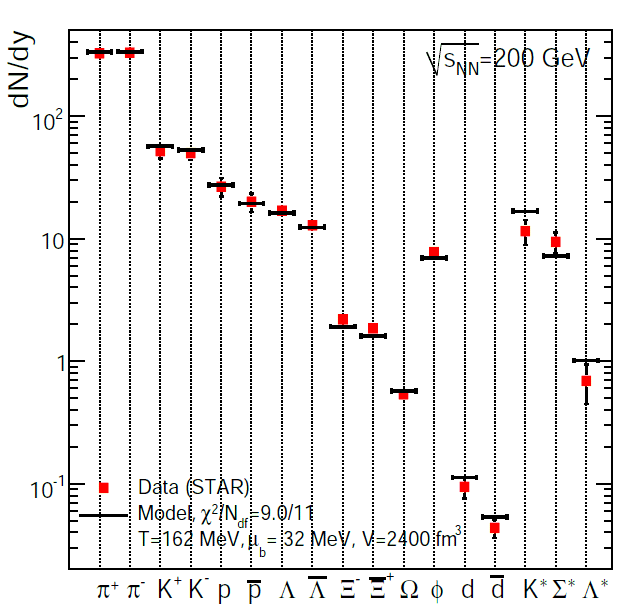 dN/dy
√s_NN=200 GeV
10²
10
1
10⁻¹
Data (STAR)
Model, χ²/N_df=9.0/11
T=162 MeV, μ_b= 32 MeV, V=2400 fm³
π⁺ π⁻ K⁺ K⁻ p p̅ Λ Λ̅ Ξ⁻ Ξ̅⁺ Ω ϕ d d̅ K* Σ* Λ*